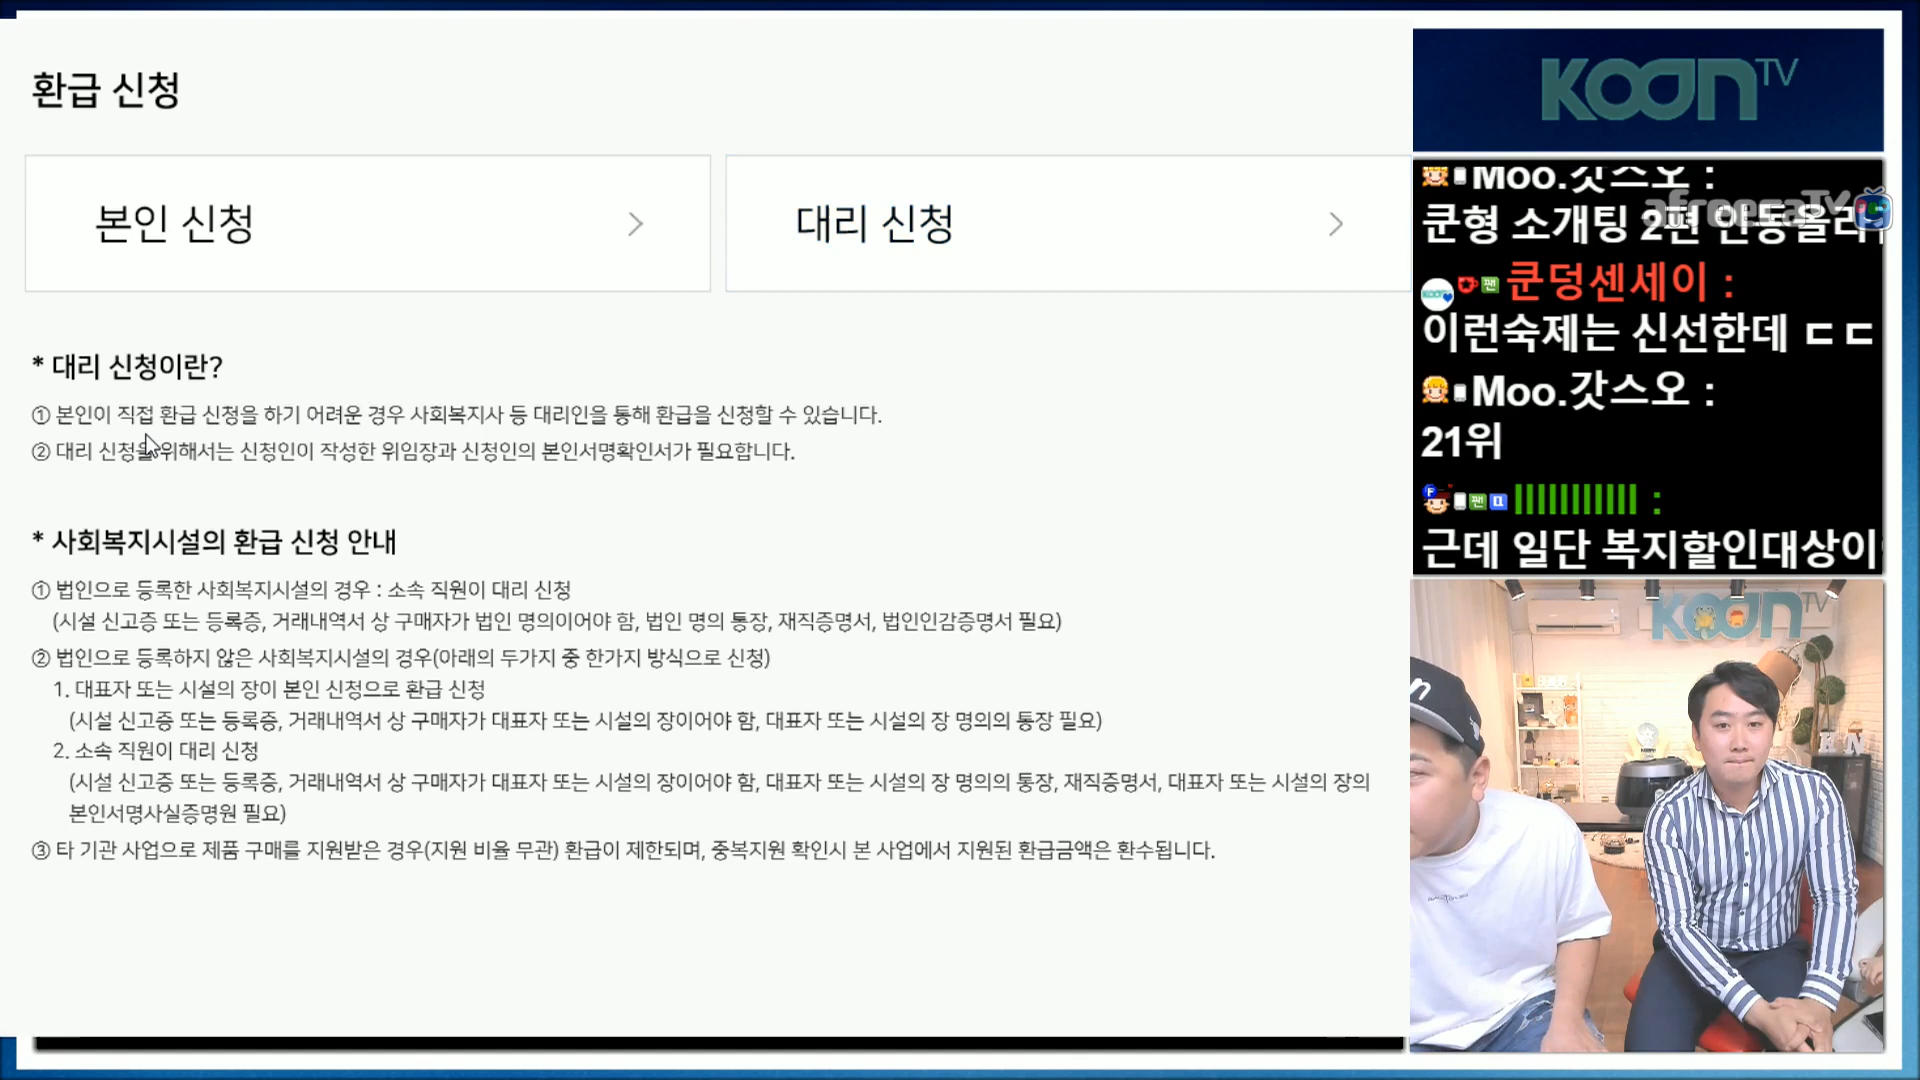 환급 신청
본인 신청
대리 신청
* 대리 신청이란?
① 본인이 직접 환급 신청을 하기 어려운 경우 사회복지사 등 대리인을 통해 환급을 신청할 수 있습니다.
② 대리 신청을 위해서는 신청인이 작성한 위임장과 신청인의 본인서명확인서가 필요합니다.
* 사회복지시설의 환급 신청 안내
① 법인으로 등록한 사회복지시설의 경우 : 소속 직원이 대리 신청
(시설 신고증 또는 등록증, 거래내역서 상 구매자가 법인 명의이어야 함, 법인 명의 통장, 재직증명서, 법인인감증명서 필요)
② 법인으로 등록하지 않은 사회복지시설의 경우(아래의 두가지 중 한가지 방식으로 신청)
1. 대표자 또는 시설의 장이 본인 신청으로 환급 신청
(시설 신고증 또는 등록증, 거래내역서 상 구매자가 대표자 또는 시설의 장이어야 함, 대표자 또는 시설의 장 명의의 통장 필요)
2. 소속 직원이 대리 신청
(시설 신고증 또는 등록증, 거래내역서 상 구매자가 대표자 또는 시설의 장이어야 함, 대표자 또는 시설의 장 명의의 통장, 재직증명서, 대표자 또는 시설의 장의
본인서명사실증명원 필요)
③ 타 기관 사업으로 제품 구매를 지원받은 경우(지원 비율 무관) 환급이 제한되며, 중복지원 확인시 본 사업에서 지원된 환급금액은 환수됩니다.
KOON TV
Moo.갓스오 :
afreecaTV
쿤형 소개팅 2편 언동올리
쿤덩센세이 :
이런숙제는 신선한데 ㄷㄷ
Moo.갓스오 :
21위
||||||||||||| :
근데 일단 복지할인대상이
KOON TV